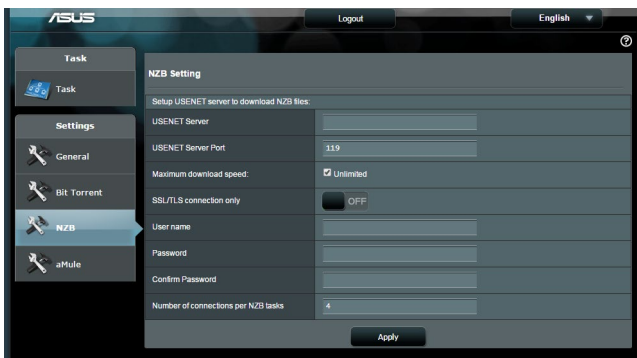 ASUS
Logout
English
?
Task
Task
Settings
General
Bit Torrent
NZB
aMule
NZB Setting
Setup USENET server to download NZB files:
USENET Server
USENET Server Port 119
Maximum download speed: Unlimited
SSL/TLS connection only OFF
User name
Password
Confirm Password
Number of connections per NZB tasks 4
Apply